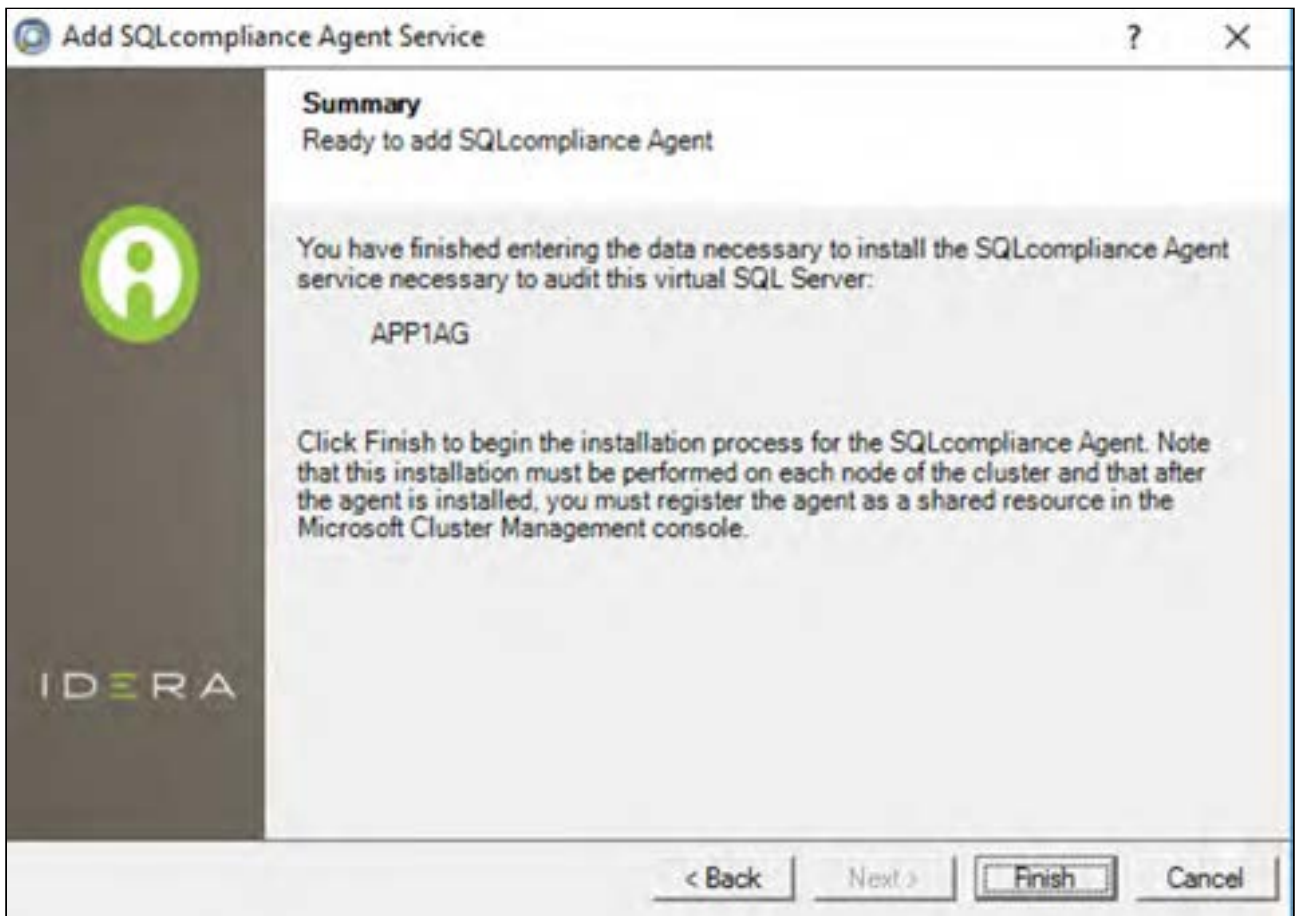 Add SQLcompliance Agent Service
?
Summary
Ready to add SQLcompliance Agent
You have finished entering the data necessary to install the SQLcompliance Agent
service necessary to audit this virtual SQL Server:
APP1AG
Click Finish to begin the installation process for the SQLcompliance Agent. Note
that this installation must be performed on each node of the cluster and that after
the agent is installed, you must register the agent as a shared resource in the
Microsoft Cluster Management console.
IDERA
< Back
Next >
Finish
Cancel